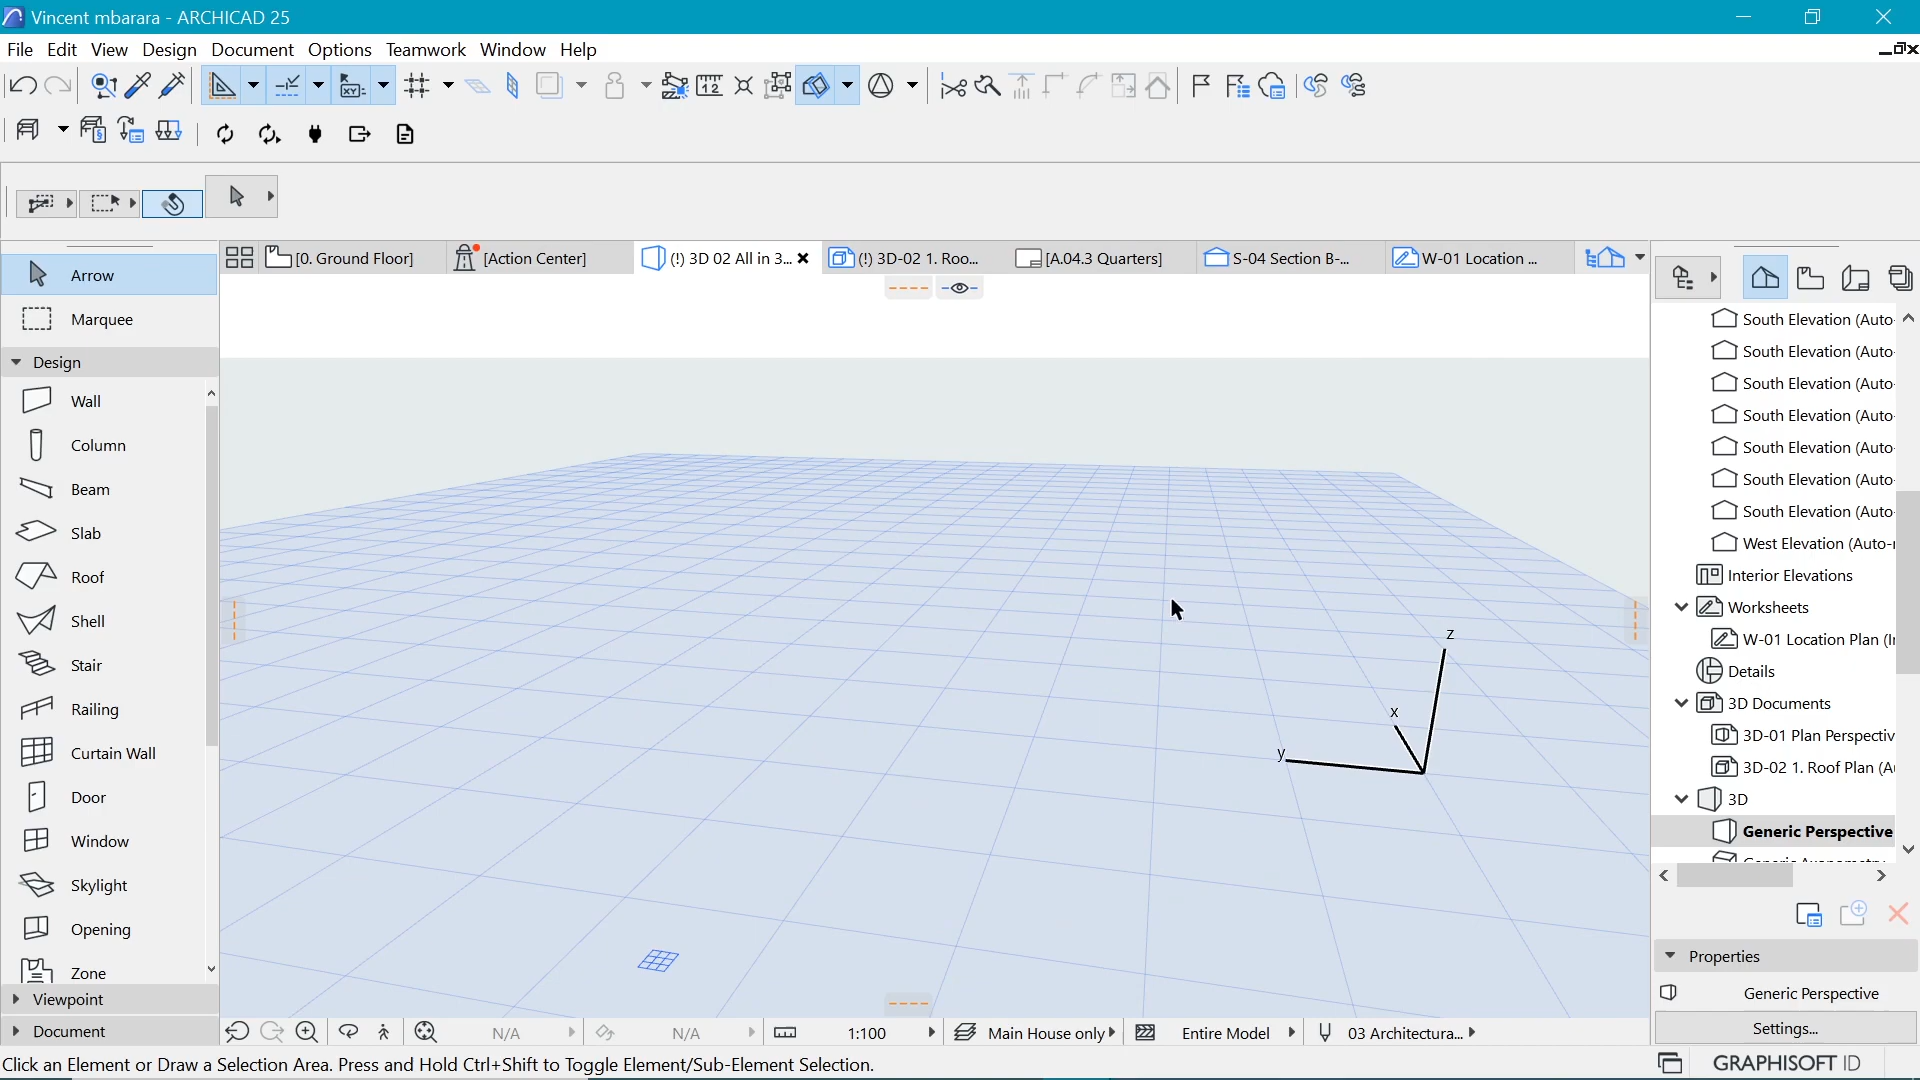 Vincent mbarara - ARCHICAD 25
File Edit View Design Document Options Teamwork Window Help
[0. Ground Floor] [Action Center] (!) 3D 02 All in 3... (!) 3D-02 1. Roo... [A.04.3 Quarters] S-04 Section B-... W-01 Location ...
Arrow
Marquee
Design
Wall
Column
Beam
Slab
Roof
Shell
Stair
Railing
Curtain Wall
Door
Window
Skylight
Opening
Zone
Viewpoint
Document
z
x
y
South Elevation (Auto-
South Elevation (Auto-
South Elevation (Auto-
South Elevation (Auto-
South Elevation (Auto-
South Elevation (Auto-
South Elevation (Auto-
West Elevation (Auto-r
Interior Elevations
Worksheets
W-01 Location Plan (I
Details
3D Documents
3D-01 Plan Perspectiv
3D-02 1. Roof Plan (A
3D
Generic Perspective
Properties
Generic Perspective
Settings...
N/A N/A 1:100 Main House only Entire Model 03 Architectura...
Click an Element or Draw a Selection Area. Press and Hold Ctrl+Shift to Toggle Element/Sub-Element Selection.
GRAPHISOFT ID